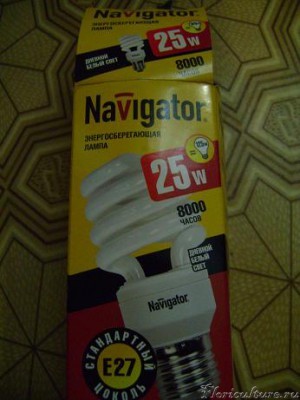 ДНЕВНОЙ
БЕЛЫЙ СВЕТ
25W
8000
ЧАСОВ
Navigator
ЭНЕРГОСБЕРЕГАЮЩАЯ
ЛАМПА
25W
8000
ЧАСОВ
ДНЕВНОЙ
БЕЛЫЙ
СВЕТ
Navigator
СТАНДАРТНЫЙ
E27
ЦОКОЛЬ
Floriculture.ru